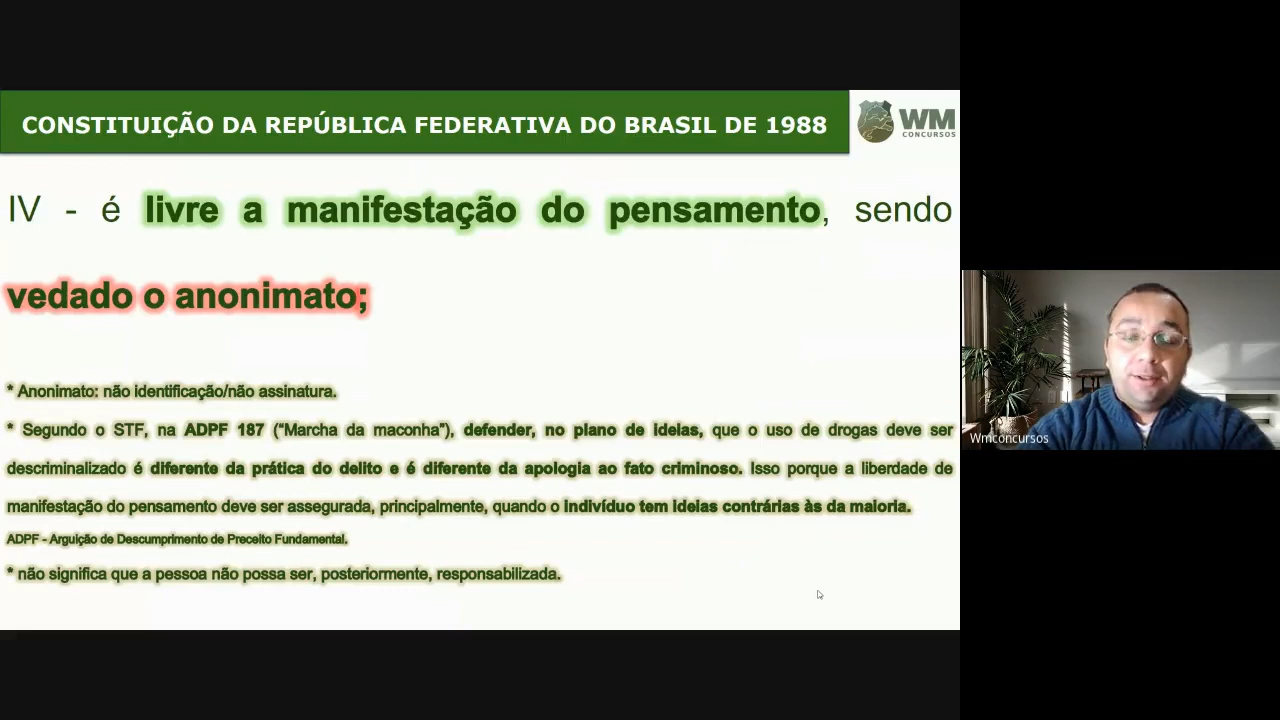 CONSTITUIÇÃO DA REPÚBLICA FEDERATIVA DO BRASIL DE 1988
WM
CONCURSOS
IV - é livre a manifestação do pensamento, sendo
vedado o anonimato;
* Anonimato: não identificação/não assinatura.
* Segundo o STF, na ADPF 187 (“Marcha da maconha”), defender, no plano de ideias, que o uso de drogas deve ser
descriminalizado é diferente da prática do delito e é diferente da apologia ao fato criminoso. Isso porque a liberdade de
manifestação do pensamento deve ser assegurada, principalmente, quando o indivíduo tem ideias contrárias às da maioria.
ADPF - Arguição de Descumprimento de Preceito Fundamental.
* não significa que a pessoa não possa ser, posteriormente, responsabilizada.
Wmconcursos